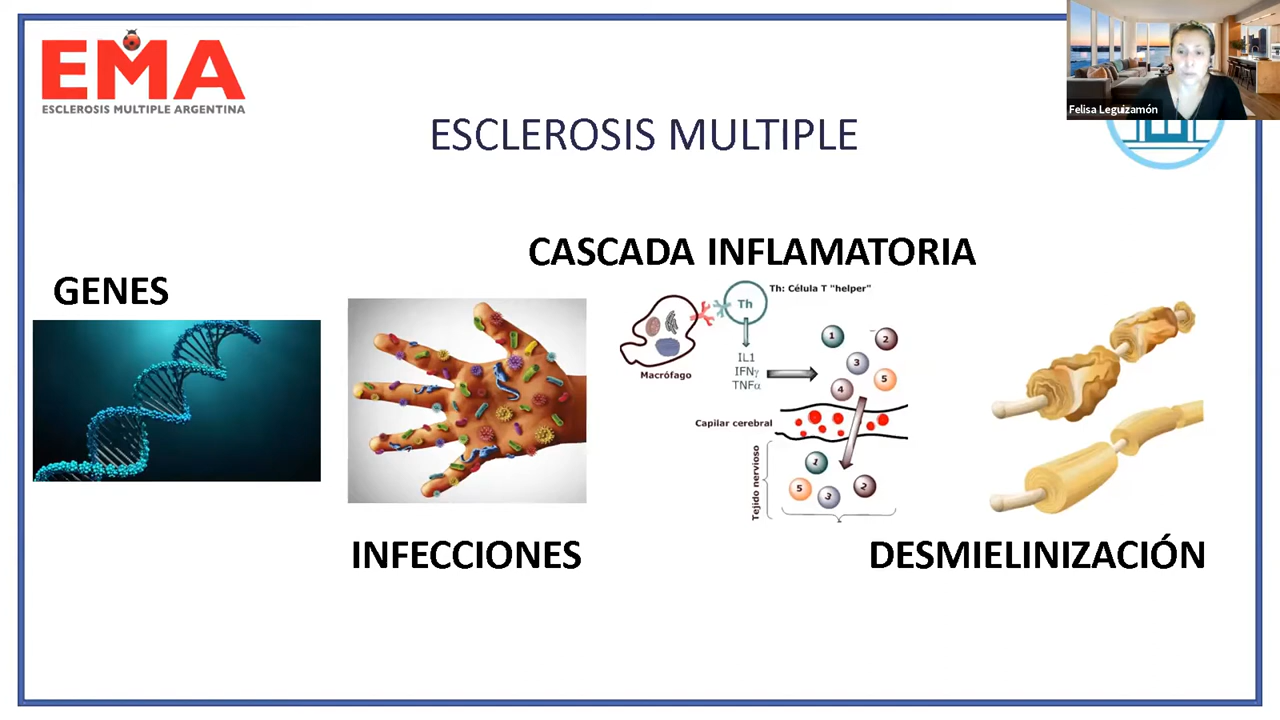 EMA
ESCLEROSIS MULTIPLE ARGENTINA
Felisa Leguizamón
ESCLEROSIS MULTIPLE
CASCADA INFLAMATORIA
GENES
Th: Célula T "helper"
Th
Macrófago
IL1
IFNγ
TNFα
1
2
3
5
4
Capilar cerebral
Tejido nervioso
1
5
3
2
INFECCIONES
DESMIELINIZACIÓN